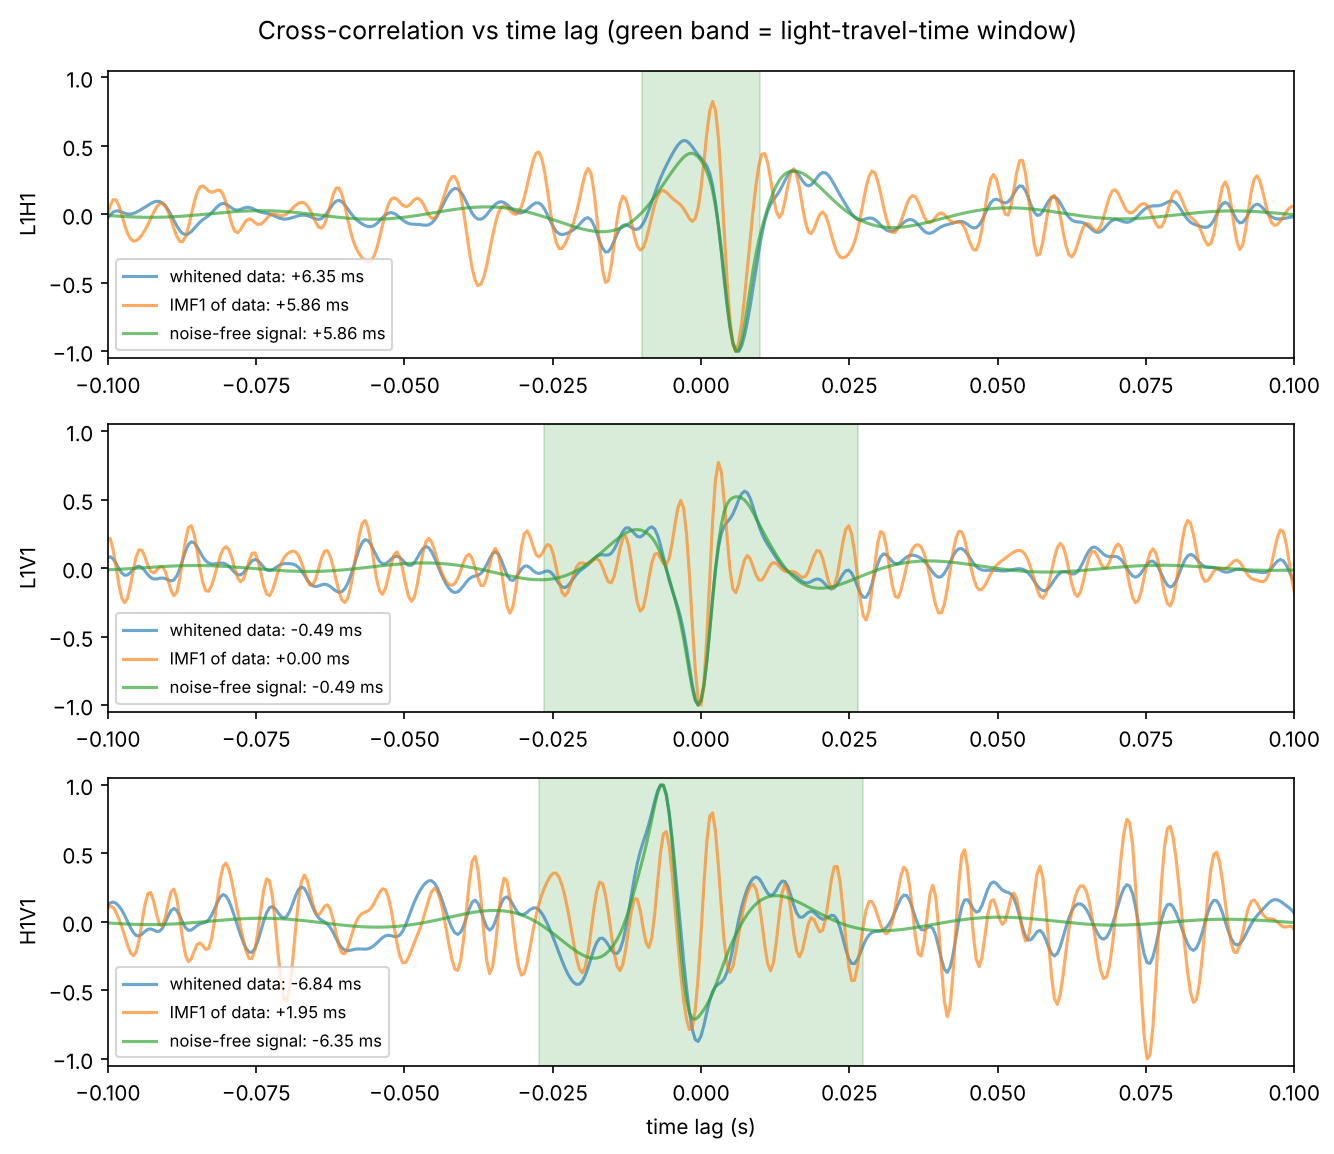 Cross-correlation vs time lag (green band = light-travel-time window)
L1H1
1.0
0.5
0.0
−0.5
−1.0
whitened data: +6.35 ms
IMF1 of data: +5.86 ms
noise-free signal: +5.86 ms
−0.100 −0.075 −0.050 −0.025 0.000 0.025 0.050 0.075 0.100
L1V1
1.0
0.5
0.0
−0.5
−1.0
whitened data: -0.49 ms
IMF1 of data: +0.00 ms
noise-free signal: -0.49 ms
−0.100 −0.075 −0.050 −0.025 0.000 0.025 0.050 0.075 0.100
H1V1
1.0
0.5
0.0
−0.5
−1.0
whitened data: -6.84 ms
IMF1 of data: +1.95 ms
noise-free signal: -6.35 ms
−0.100 −0.075 −0.050 −0.025 0.000 0.025 0.050 0.075 0.100
time lag (s)